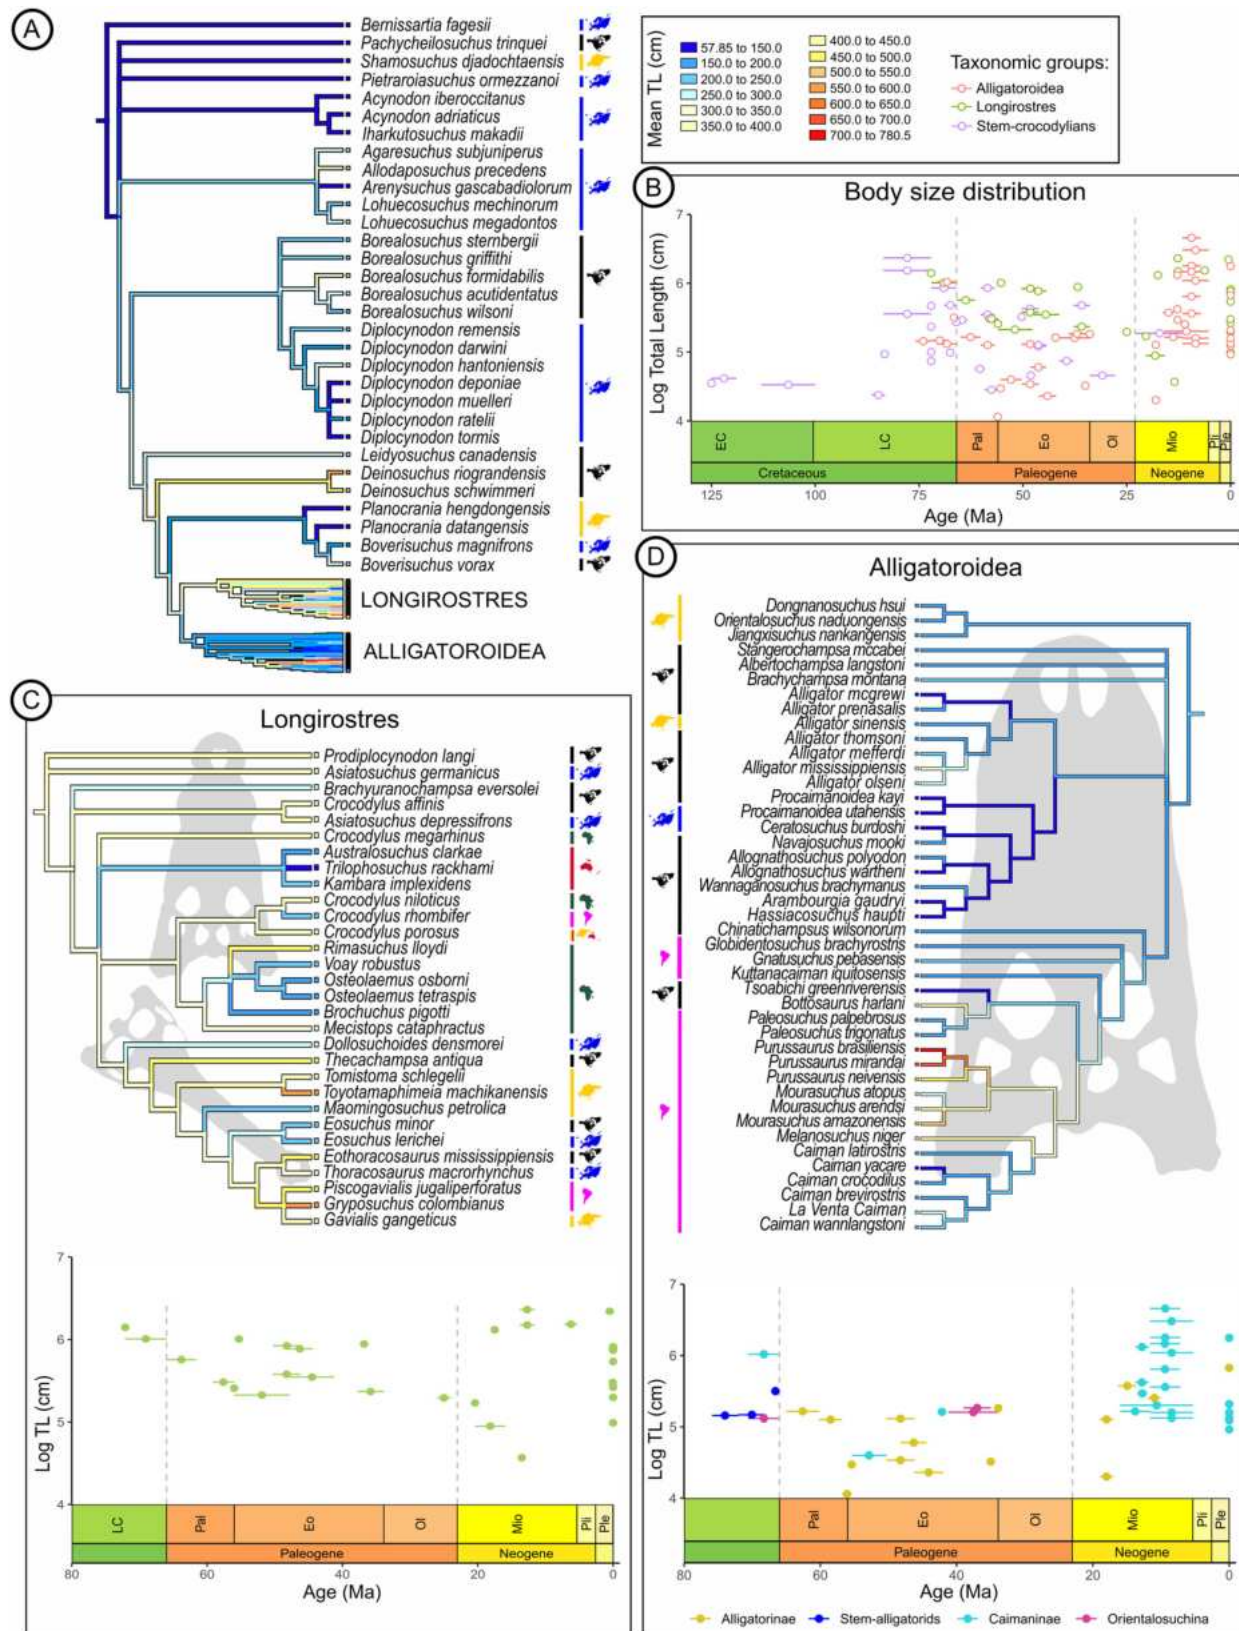 A
Bernissartia fagesii
Pachycheilosuchus trinquei
Shamosuchus djadochtaensis
Pietraroiasuchus ormezzanoi
Acynodon iberoccitanus
Acynodon adriaticus
Iharkutosuchus makadii
Agaresuchus subjuniperus
Allodaposuchus precedens
Arenysuchus gascabadiolorum
Lohuecosuchus mechinorum
Lohuecosuchus megadontos
Borealosuchus sternbergii
Borealosuchus griffithi
Borealosuchus formidabilis
Borealosuchus acutidentatus
Borealosuchus wilsoni
Diplocynodon remensis
Diplocynodon darwini
Diplocynodon hantoniensis
Diplocynodon deponiae
Diplocynodon muelleri
Diplocynodon ratelii
Diplocynodon tormis
Leidyosuchus canadensis
Deinosuchus riograndensis
Deinosuchus schwimmeri
Planocrania hengdongensis
Planocrania datangensis
Boverisuchus magnifrons
Boverisuchus vorax
LONGIROSTRES
ALLIGATOROIDEA
Mean TL (cm)
57.85 to 150.0
150.0 to 200.0
200.0 to 250.0
250.0 to 300.0
300.0 to 350.0
350.0 to 400.0
400.0 to 450.0
450.0 to 500.0
500.0 to 550.0
550.0 to 600.0
600.0 to 650.0
650.0 to 700.0
700.0 to 780.5
Taxonomic groups:
Alligatoroidea
Longirostres
Stem-crocodylians
B
Body size distribution
Log Total Length (cm)
7
6
5
4
EC LC Pal Eo Ol Mio Pli Ple
Cretaceous Paleogene Neogene
125 100 75 50 25 0
Age (Ma)
C
Longirostres
Prodiplocynodon langi
Asiatosuchus germanicus
Brachyuranochampsa eversolei
Crocodylus affinis
Asiatosuchus depressifrons
Crocodylus megarhinus
Australosuchus clarkae
Trilophosuchus rackhami
Kambara implexidens
Crocodylus niloticus
Crocodylus rhombifer
Crocodylus porosus
Rimasuchus lloydi
Voay robustus
Osteolaemus osborni
Osteolaemus tetraspis
Brochuchus pigotti
Mecistops cataphractus
Dollosuchoides densmorei
Thecachampsa antiqua
Tomistoma schlegelii
Toyotamaphimeia machikanensis
Maomingosuchus petrolica
Eosuchus minor
Eosuchus lerichei
Eothoracosaurus mississippiensis
Thoracosaurus macrorhynchus
Piscogavialis jugaliperforatus
Gryposuchus colombianus
Gavialis gangeticus
Log TL (cm)
7
6
5
4
LC Pal Eo Ol Mio Pli Ple
Paleogene Neogene
80 60 40 20 0
Age (Ma)
D
Alligatoroidea
Dongnanosuchus hsui
Orientalosuchus naduongensis
Jiangxisuchus nankangensis
Stangerochampsa mccabei
Albertochampsa langstoni
Brachychampsa montana
Alligator mcgrewi
Alligator prenasalis
Alligator sinensis
Alligator thomsoni
Alligator mefferdi
Alligator mississippiensis
Alligator olseni
Procaimanoidea kayi
Procaimanoidea utahensis
Ceratosuchus burdoshi
Navajosuchus mooki
Allognathosuchus polyodon
Allognathosuchus wartheni
Wannaganosuchus brachymanus
Arambourgia gaudryi
Hassiacosuchus haupti
Chinatichampsus wilsonorum
Globidentosuchus brachyrostris
Gnatusuchus pebasensis
Kuttanacaiman iquitosensis
Tsoabichi greenriverensis
Bottosaurus harlani
Paleosuchus palpebrosus
Paleosuchus trigonatus
Purussaurus brasiliensis
Purussaurus mirandai
Purussaurus neivensis
Mourasuchus atopus
Mourasuchus arendsi
Mourasuchus amazonensis
Melanosuchus niger
Caiman latirostris
Caiman yacare
Caiman crocodilus
Caiman brevirostris
La Venta Caiman
Caiman wannlangstoni
Log TL (cm)
7
6
5
4
Pal Eo Ol Mio Pli Ple
Paleogene Neogene
80 60 40 20 0
Age (Ma)
Alligatorinae Stem-alligatorids Caimaninae Orientalosuchina